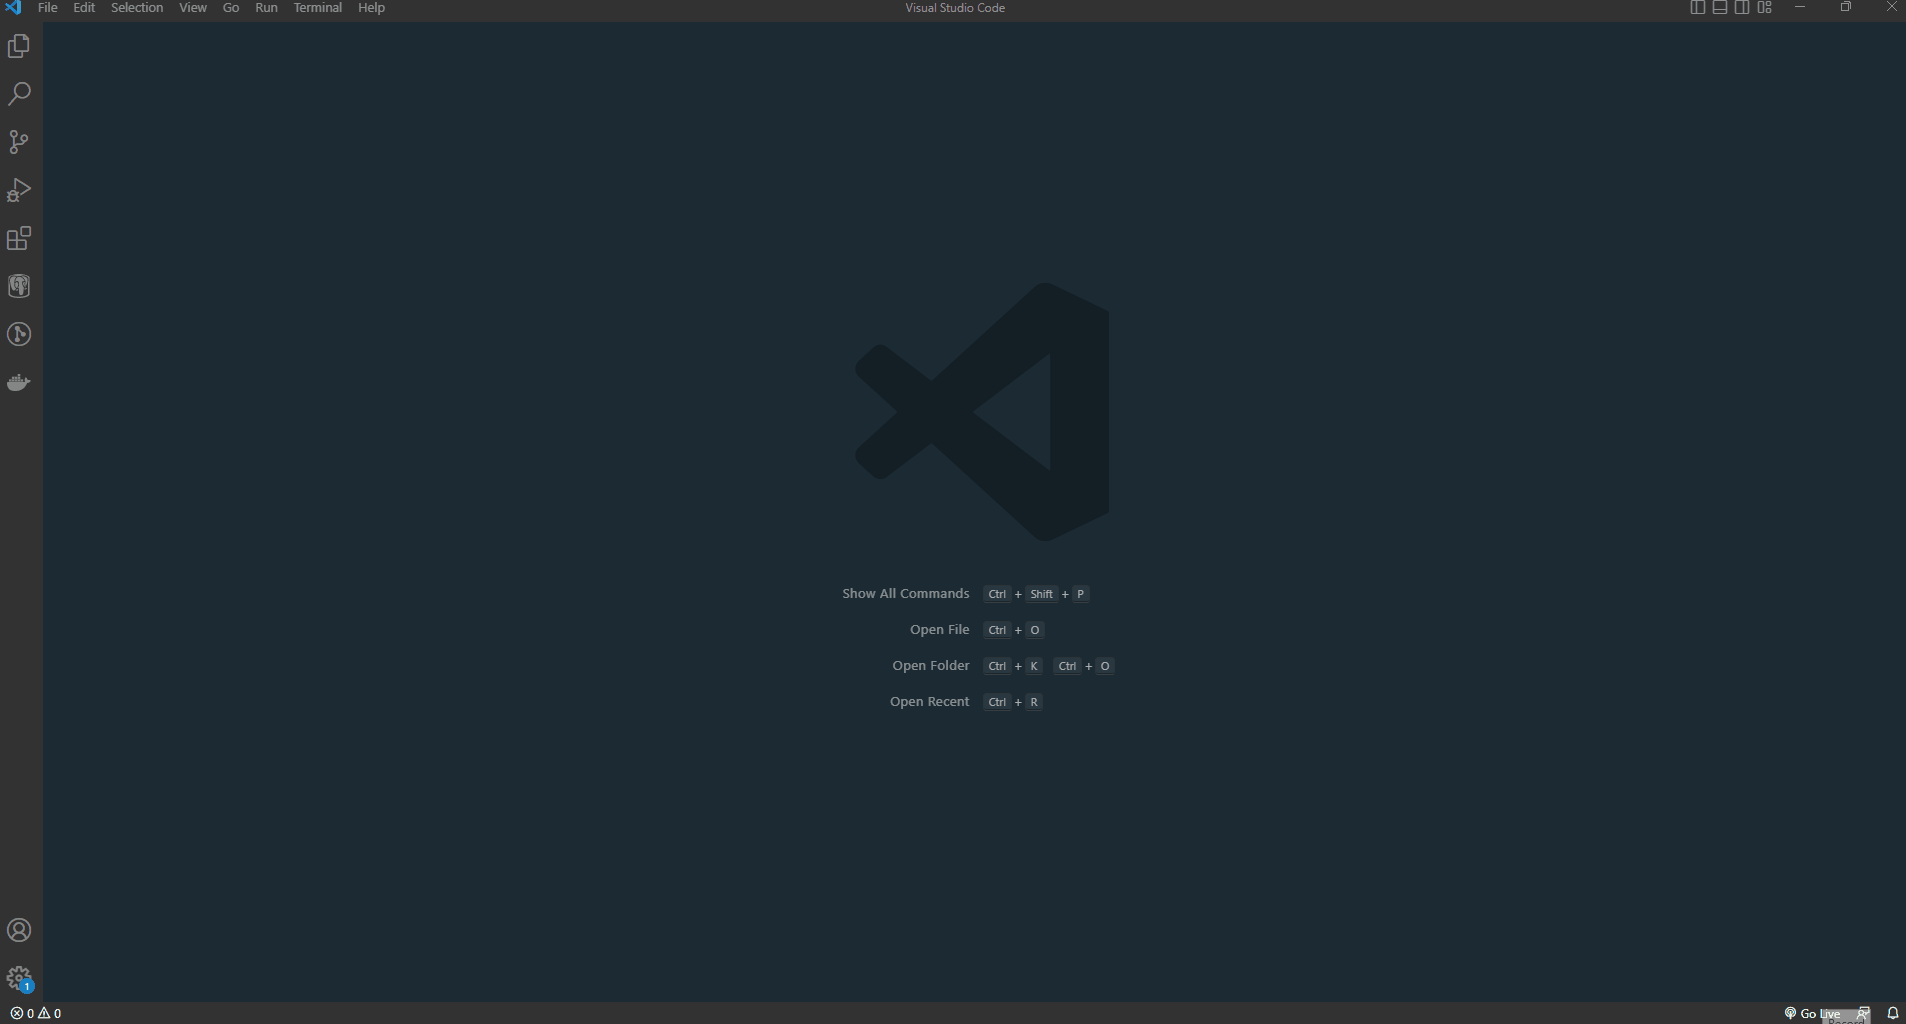 File Edit Selection View Go Run Terminal Help
Visual Studio Code
Show All Commands Ctrl + Shift + P
Open File Ctrl + O
Open Folder Ctrl + K Ctrl + O
Open Recent Ctrl + R
1
0 0
Go Live